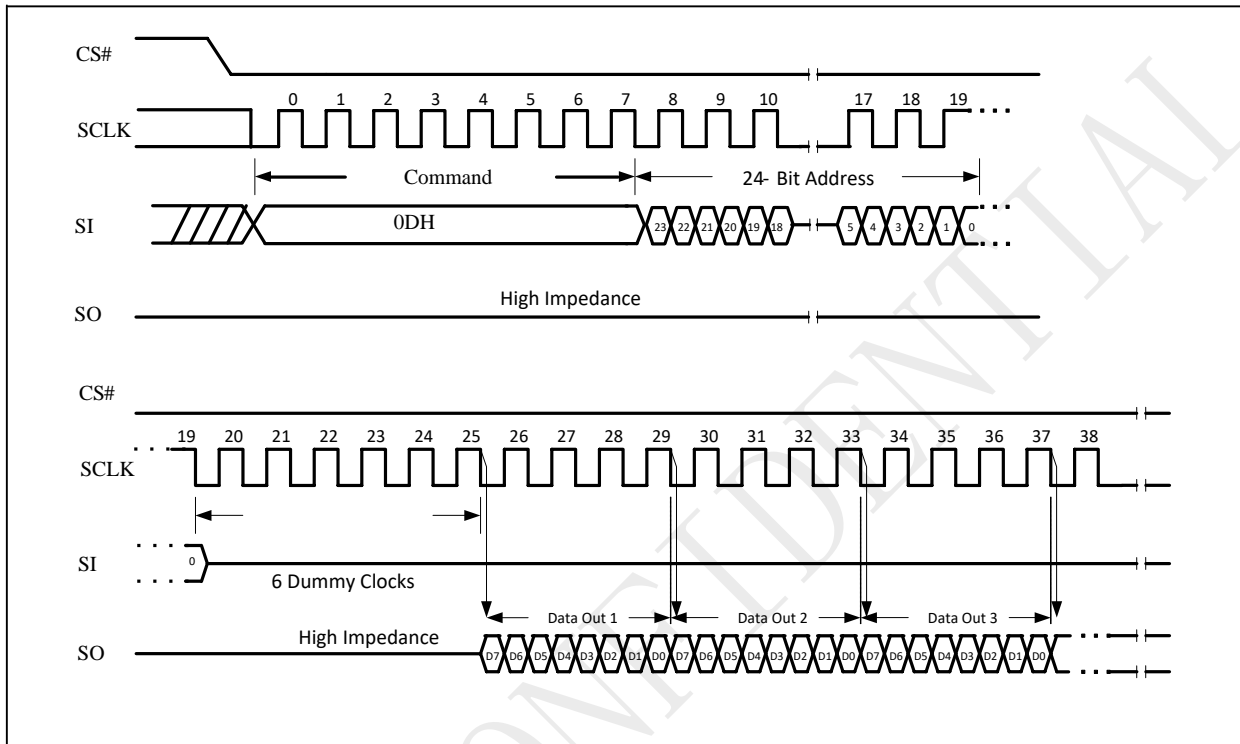 CS#
0 1 2 3 4 5 6 7 8 9 10 17 18 19
SCLK
Command 24- Bit Address
SI 0DH 23 22 21 20 19 18 5 4 3 2 1 0
High Impedance
SO
CS#
19 20 21 22 23 24 25 26 27 28 29 30 31 32 33 34 35 36 37 38
SCLK
SI 0
6 Dummy Clocks
Data Out 1 Data Out 2 Data Out 3
High Impedance
SO D7 D6 D5 D4 D3 D2 D1 D0 D7 D6 D5 D4 D3 D2 D1 D0 D7 D6 D5 D4 D3 D2 D1 D0
ONFIDENTIAL